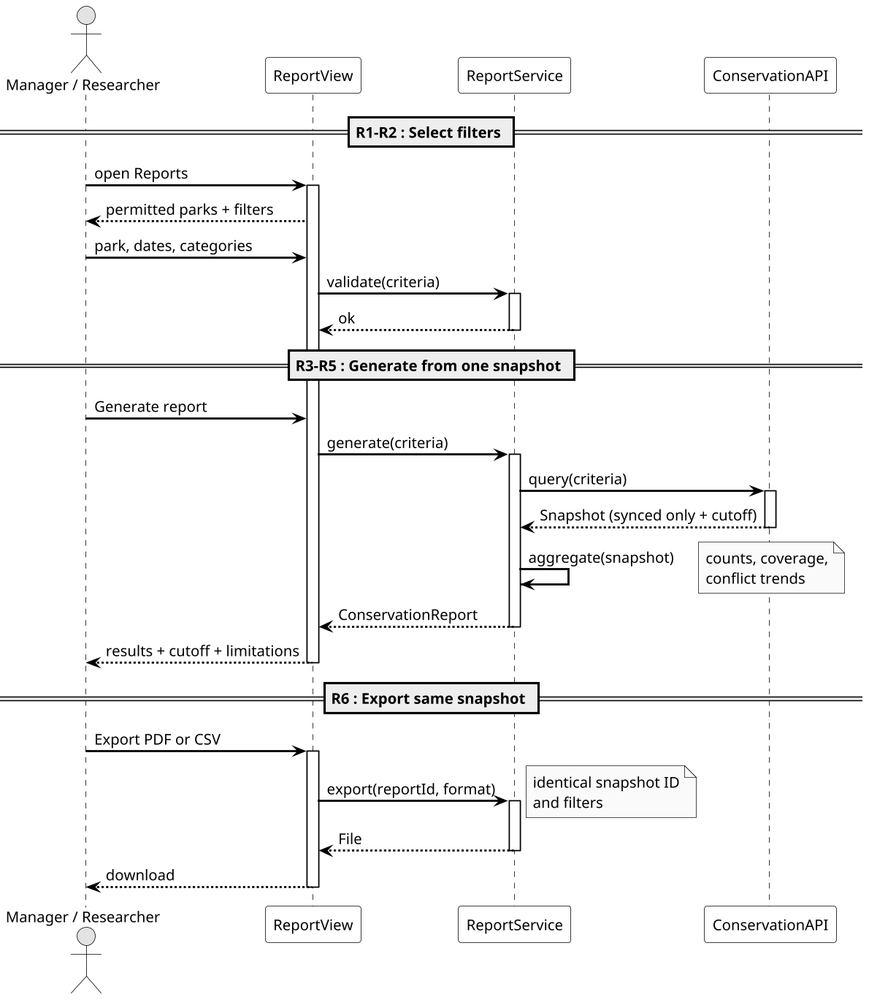 Manager / Researcher
ReportView
ReportService
ConservationAPI
R1-R2 : Select filters
open Reports
permitted parks + filters
park, dates, categories
validate(criteria)
ok
R3-R5 : Generate from one snapshot
Generate report
generate(criteria)
query(criteria)
Snapshot (synced only + cutoff)
aggregate(snapshot)
counts, coverage,
conflict trends
ConservationReport
results + cutoff + limitations
R6 : Export same snapshot
Export PDF or CSV
identical snapshot ID
and filters
export(reportId, format)
File
download
Manager / Researcher
ReportView
ReportService
ConservationAPI